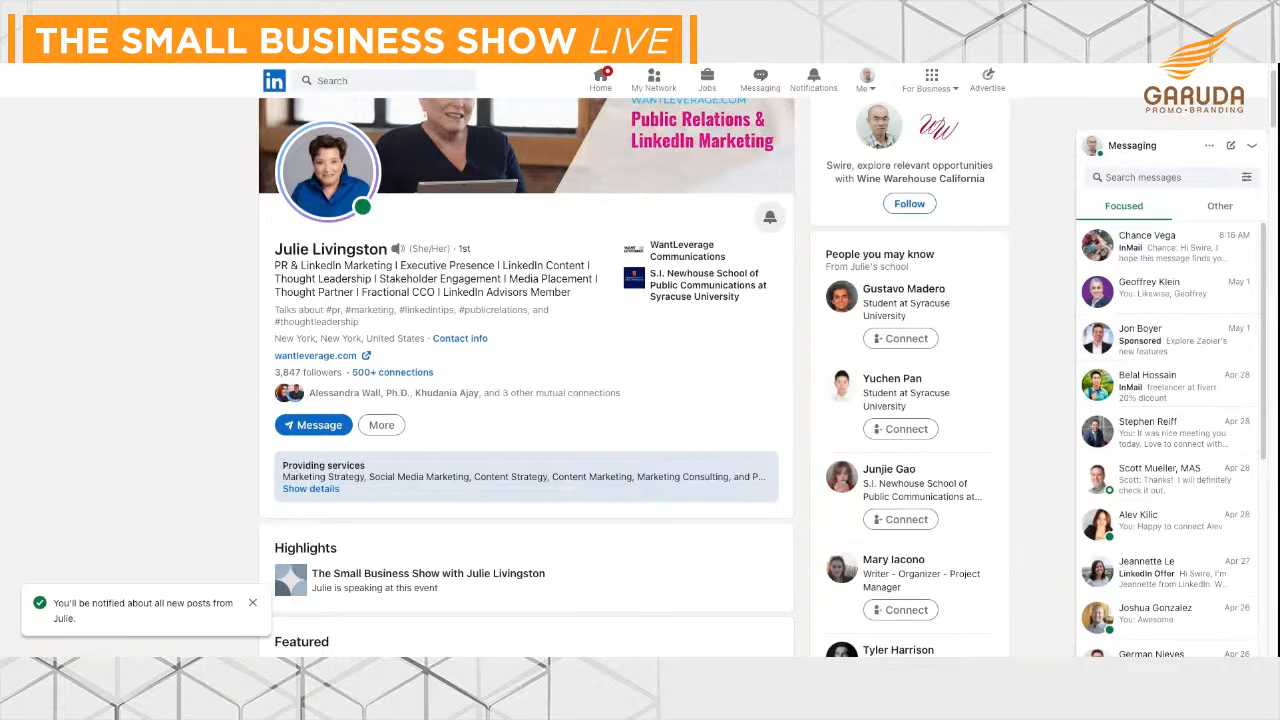 THE SMALL BUSINESS SHOW LIVE
in
Search
Home
My Network
Jobs
Messaging
Notifications
Me
For Business
Advertise
GARUDA
PROMO•BRANDING
WANTLEVERAGE.COM
Public Relations &
LinkedIn Marketing
Julie Livingston (She/Her) · 1st
PR & LinkedIn Marketing I Executive Presence I LinkedIn Content I
Thought Leadership I Stakeholder Engagement I Media Placement I
Thought Partner I Fractional CCO I LinkedIn Advisors Member
Talks about #pr, #marketing, #linkedintips, #publicrelations, and
#thoughtleadership
New York, New York, United States · Contact info
wantleverage.com
3,847 followers · 500+ connections
Alessandra Wall, Ph.D., Khudania Ajay, and 3 other mutual connections
Message
More
WantLeverage
Communications
S.I. Newhouse School of
Public Communications at
Syracuse University
Providing services
Marketing Strategy, Social Media Marketing, Content Strategy, Content Marketing, Marketing Consulting, and P...
Show details
Highlights
The Small Business Show with Julie Livingston
Julie is speaking at this event
Featured
You'll be notified about all new posts from
Julie.
Swire, explore relevant opportunities
with Wine Warehouse California
Follow
People you may know
From Julie's school
Gustavo Madero
Student at Syracuse
University
Connect
Yuchen Pan
Student at Syracuse
University
Connect
Junjie Gao
S.I. Newhouse School of
Public Communications at...
Connect
Mary Iacono
Writer - Organizer - Project
Manager
Connect
Tyler Harrison
Messaging
Search messages
Focused
Other
Chance Vega 8:16 AM
InMail Chance: Hi Swire, I
hope this message finds yo...
Geoffrey Klein May 1
You: Likewise, Geoffrey
Jon Boyer May 1
Sponsored Explore Zapier's
new features
Belal Hossain Apr 28
InMail freelancer at fiverr
20% dicount
Stephen Reiff Apr 28
You: It was nice meeting you
today. Love to connect with...
Scott Mueller, MAS Apr 28
Scott: Thanks! I will definitely
check it out.
Alev Kilic Apr 28
You: Happy to connect Alev
Jeannette Le Apr 27
LinkedIn Offer Hi Swire, I'm
Jeannette from LinkedIn. W...
Joshua Gonzalez Apr 26
You: Awesome
German Nieves Apr 26